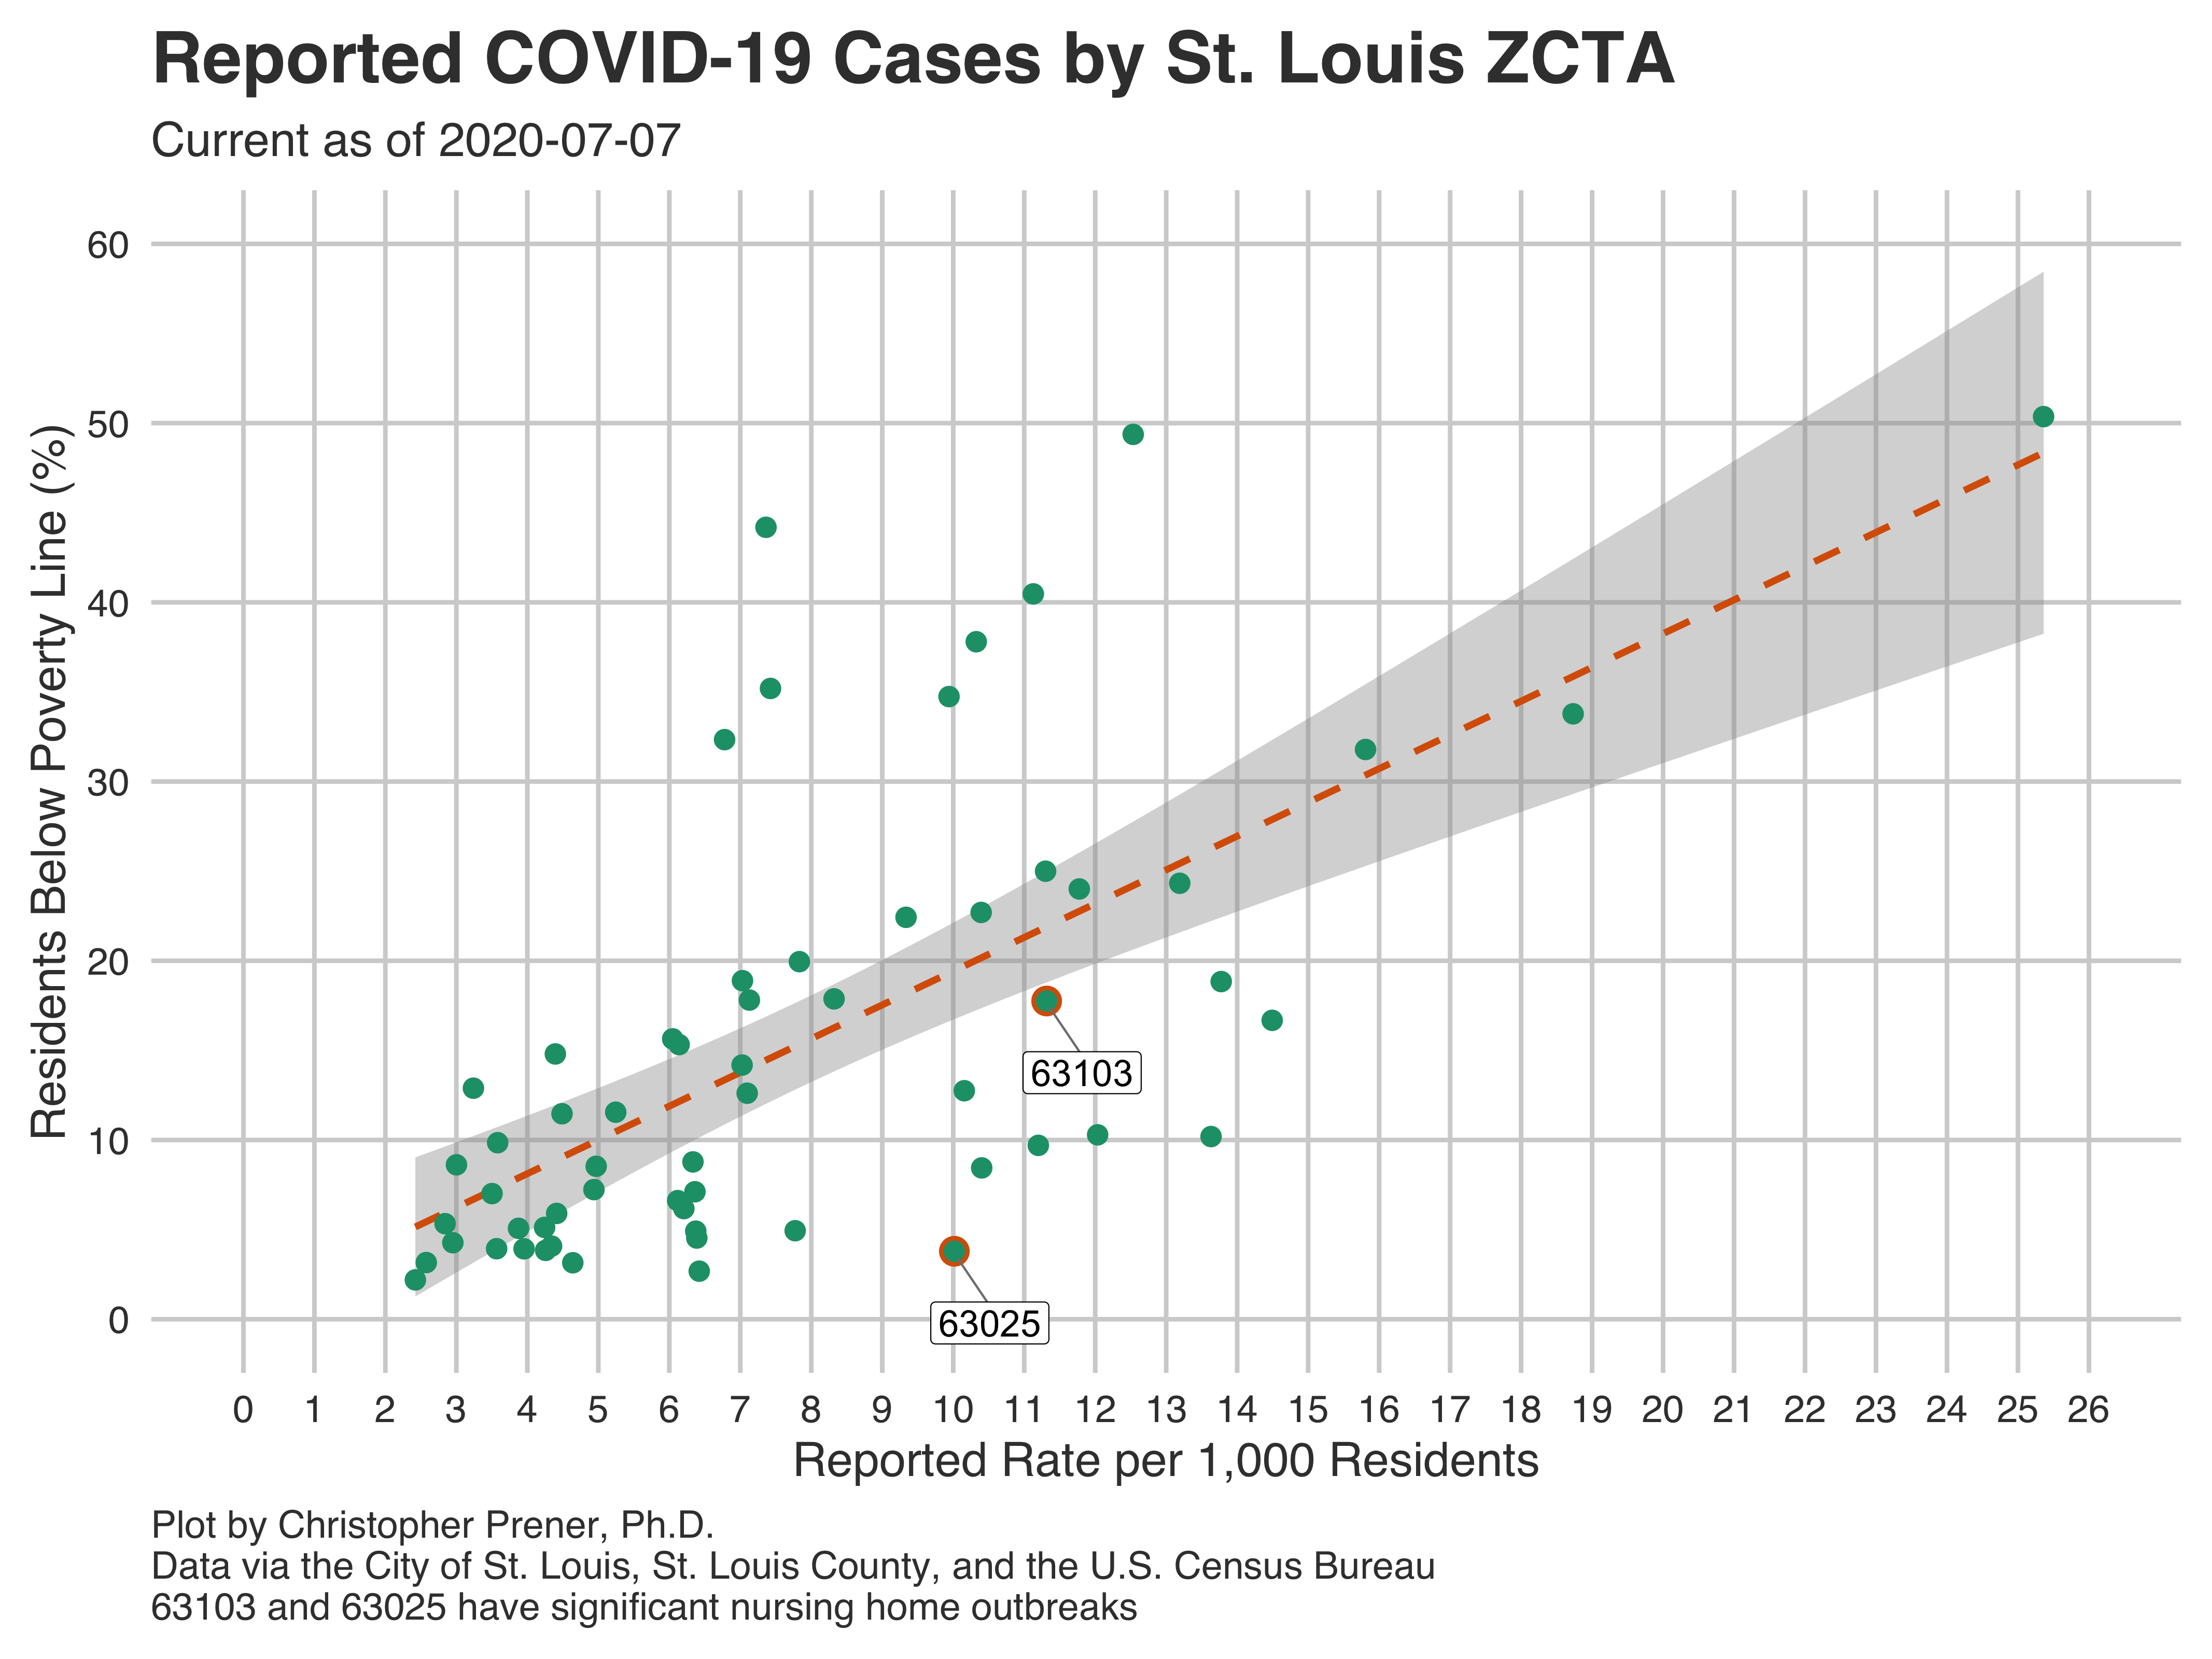 Reported COVID-19 Cases by St. Louis ZCTA
Current as of 2020-07-07
Residents Below Poverty Line (%)
60
50
40
30
20
10
0
63103
63025
0 1 2 3 4 5 6 7 8 9 10 11 12 13 14 15 16 17 18 19 20 21 22 23 24 25 26
Reported Rate per 1,000 Residents
Plot by Christopher Prener, Ph.D.
Data via the City of St. Louis, St. Louis County, and the U.S. Census Bureau
63103 and 63025 have significant nursing home outbreaks